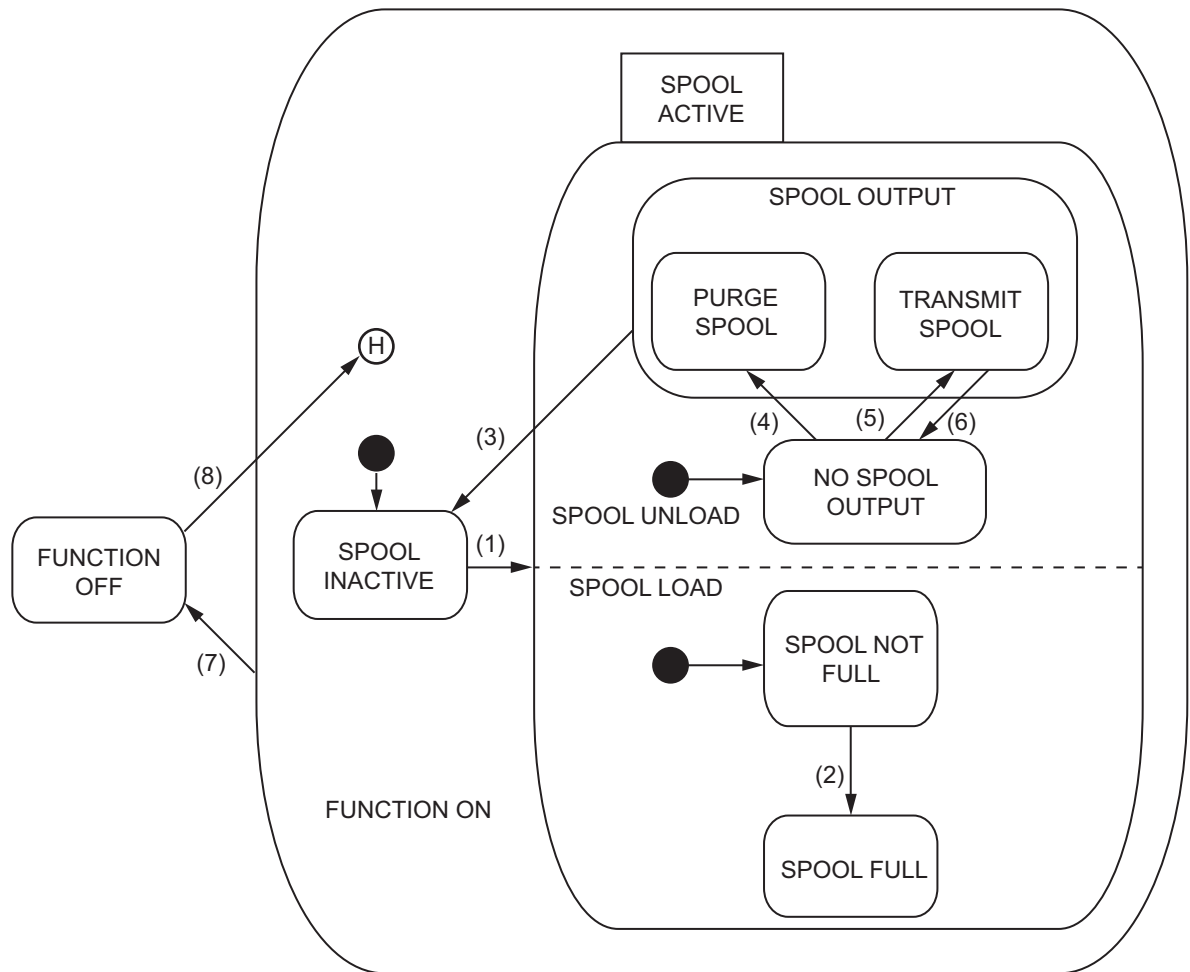 SPOOL
ACTIVE
SPOOL OUTPUT
PURGE
SPOOL
TRANSMIT
SPOOL
H
(4)
(5)
(6)
(3)
(8)
NO SPOOL
OUTPUT
SPOOL UNLOAD
FUNCTION
OFF
SPOOL
INACTIVE
(1)
SPOOL LOAD
(7)
SPOOL NOT
FULL
(2)
FUNCTION ON
SPOOL FULL